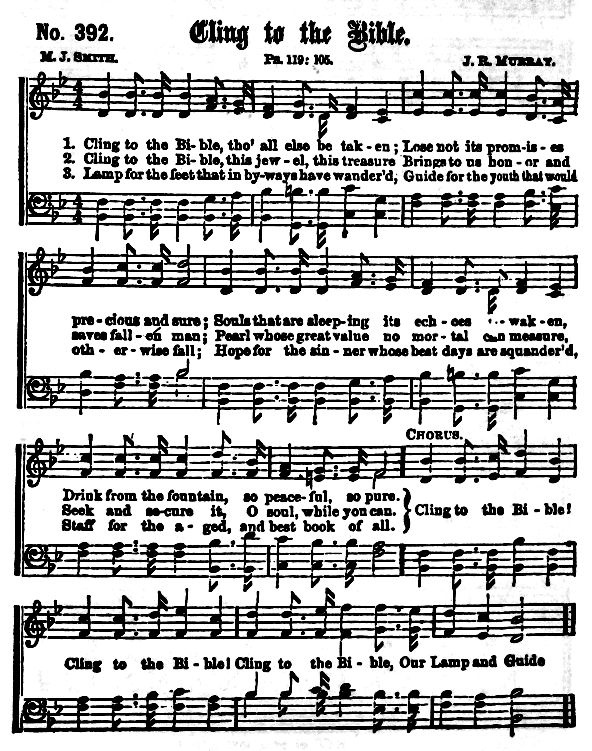 No. 392. Cling to the Bible.
M. J. SMITH. Ps. 119: 105. J. R. MURRAY.
1. Cling to the Bi-ble, tho' all else be tak-en; Lose not its prom-is-es
2. Cling to the Bi-ble, this jew-el, this treasure Brings to us hon-or and
3. Lamp for the feet that in by-ways have wander'd, Guide for the youth that would
pre-cious and sure; Souls that are sleep-ing its ech-oes wak-en,
saves fall-en man; Pearl whose great value no mor-tal can measure,
oth-er-wise fall; Hope for the sin-ner whose best days are squander'd,
CHORUS.
Drink from the fountain, so peace-ful, so pure.
Seek and se-cure it, O soul, while you can. Cling to the Bi-ble!
Staff for the a-ged, and best book of all.
Cling to the Bi-ble! Cling to the Bi-ble, Our Lamp and Guide